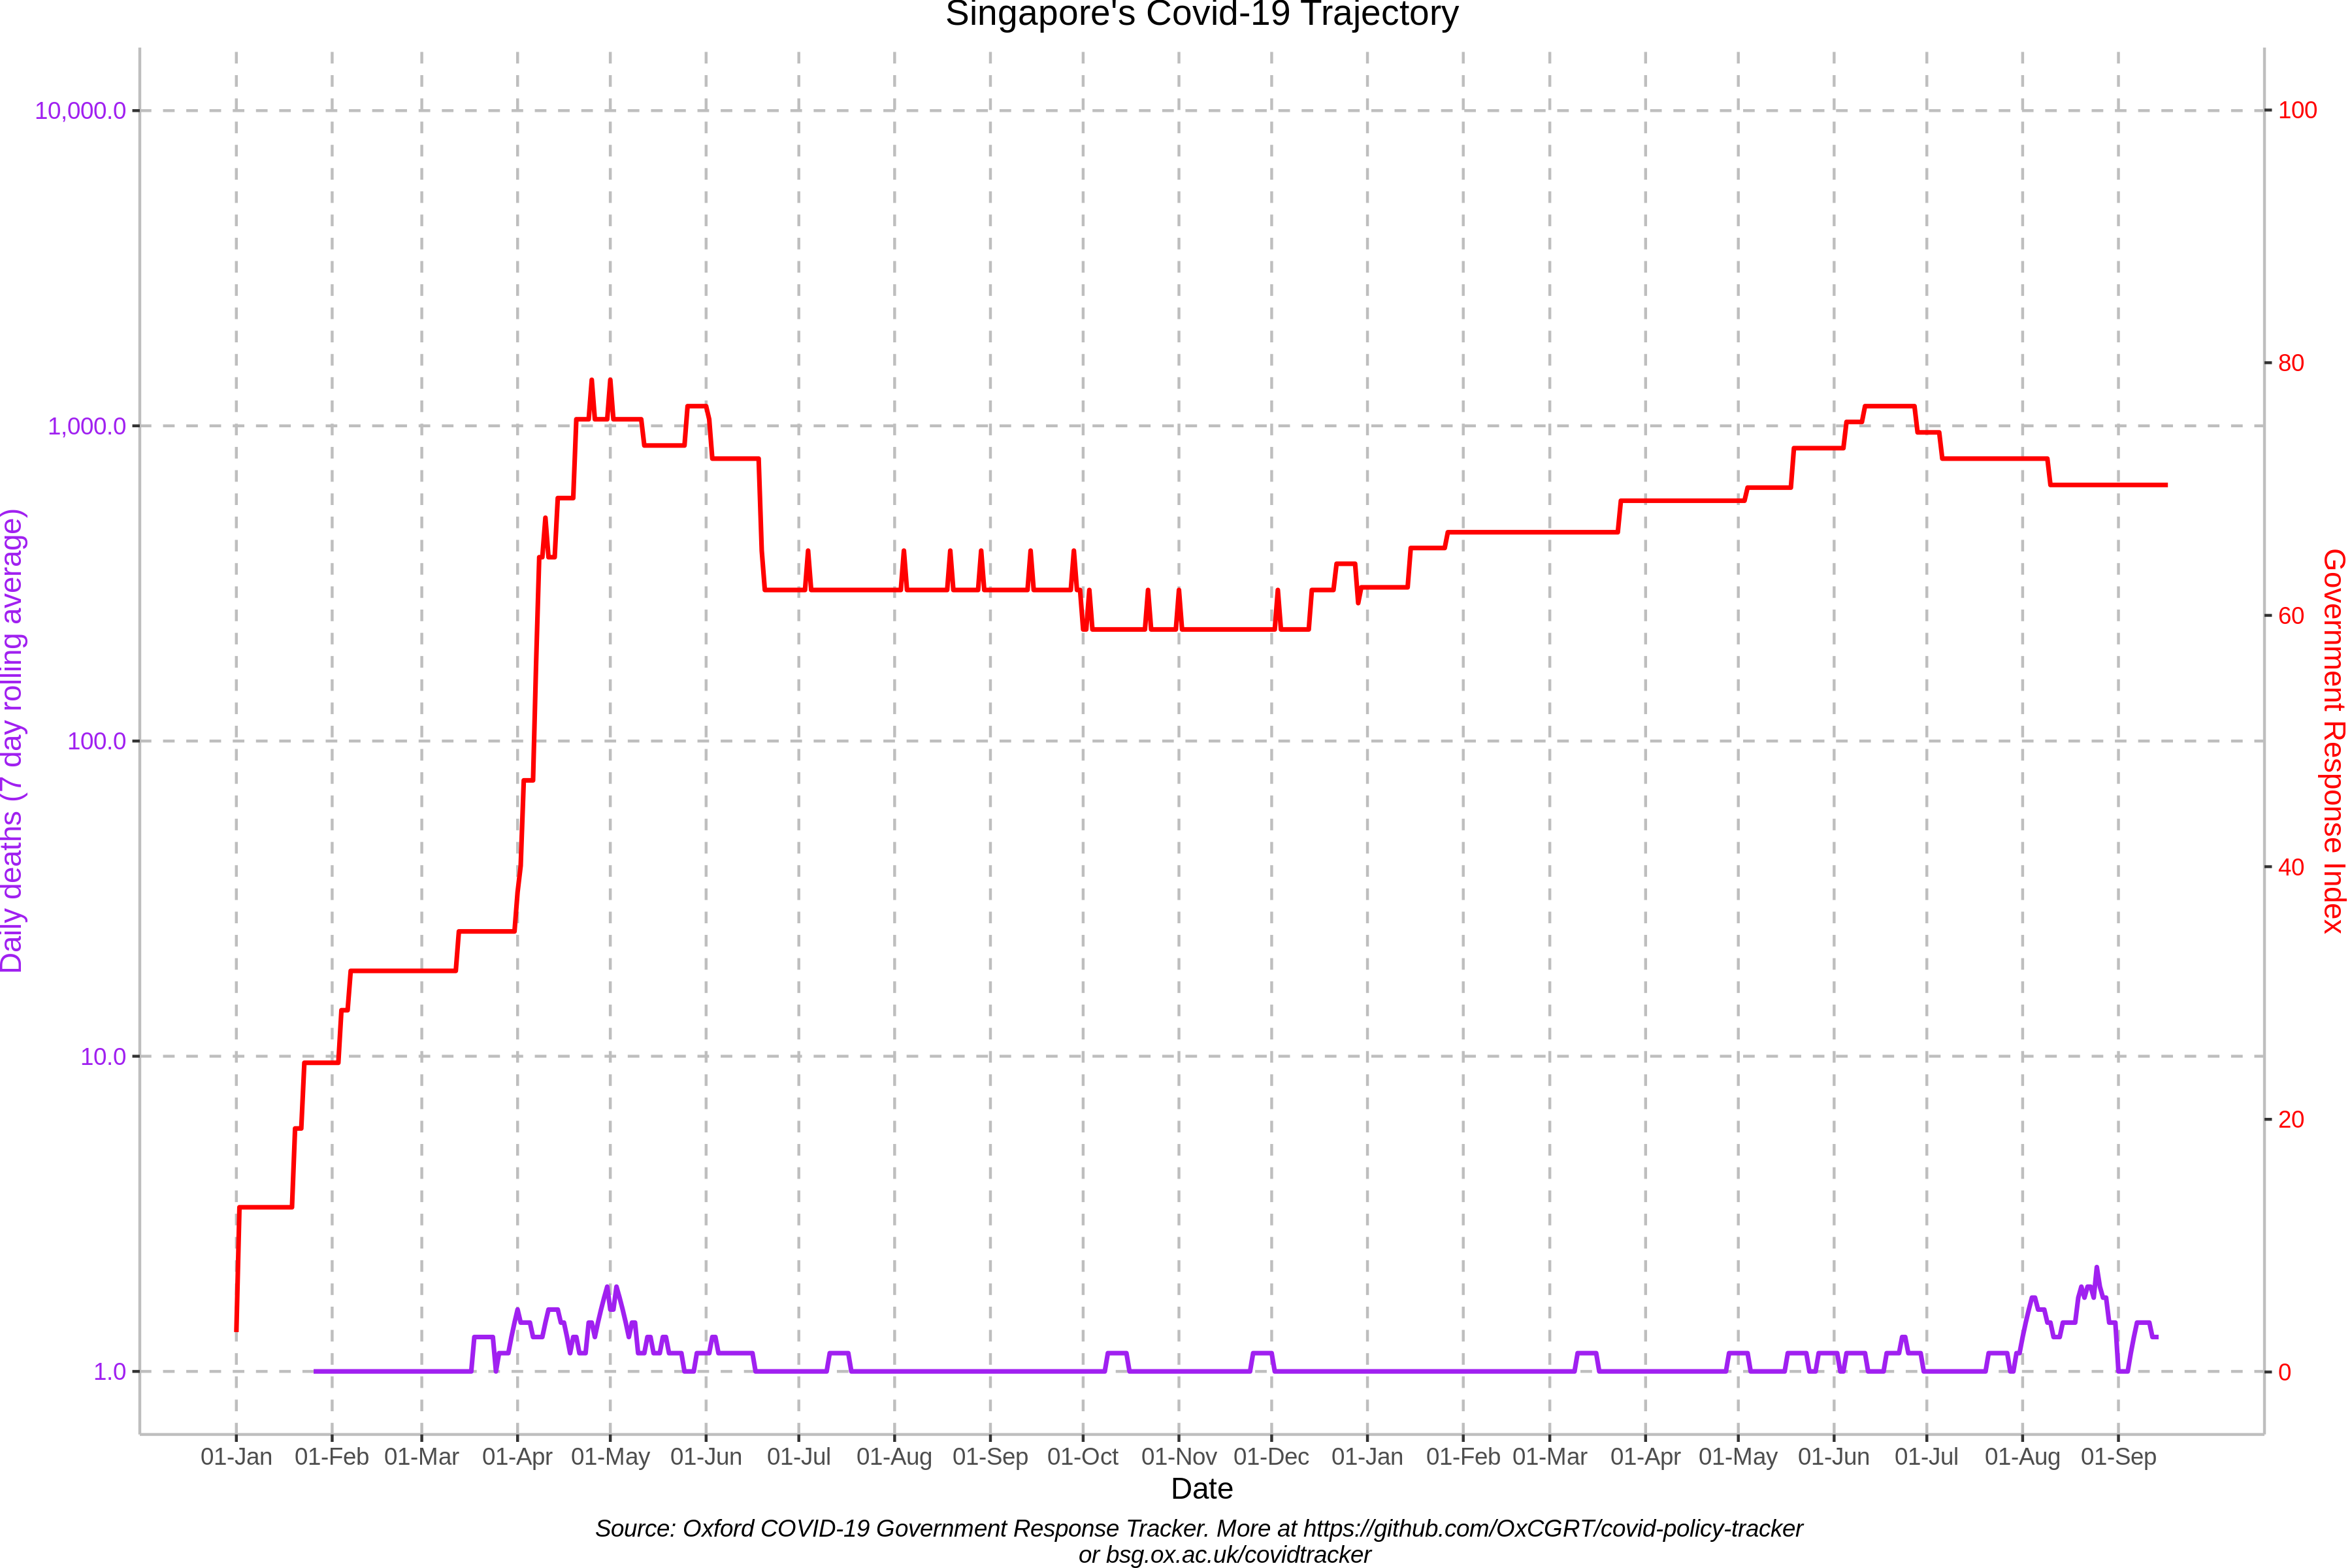 Singapore's Covid-19 Trajectory
10,000.0
1,000.0
100.0
10.0
1.0
Daily deaths (7 day rolling average)
100
80
60
40
20
0
Government Response Index
01-Jan 01-Feb 01-Mar 01-Apr 01-May 01-Jun 01-Jul 01-Aug 01-Sep 01-Oct 01-Nov 01-Dec 01-Jan 01-Feb 01-Mar 01-Apr 01-May 01-Jun 01-Jul 01-Aug 01-Sep
Date
Source: Oxford COVID-19 Government Response Tracker. More at https://github.com/OxCGRT/covid-policy-tracker
or bsg.ox.ac.uk/covidtracker